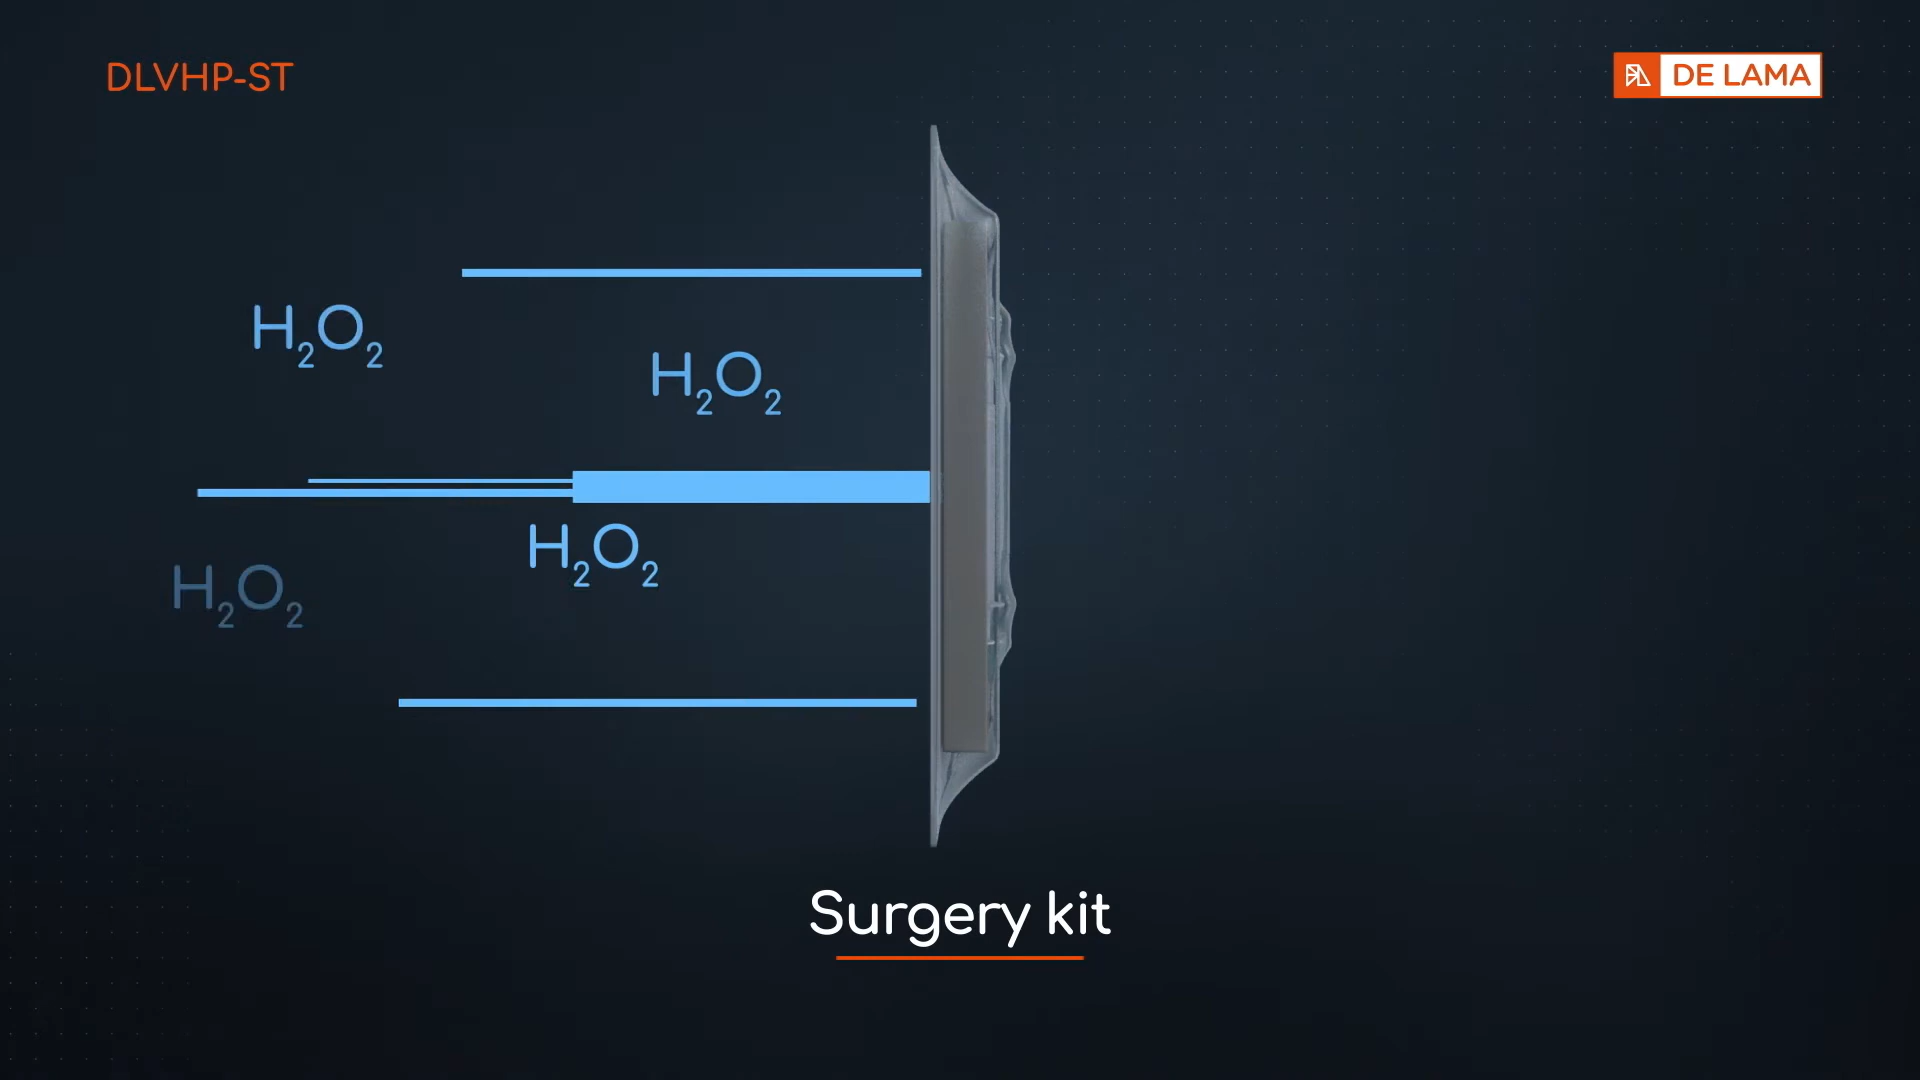 DLVHP-ST
DE LAMA
H₂O₂
H₂O₂
H₂O₂
H₂O₂
Surgery kit